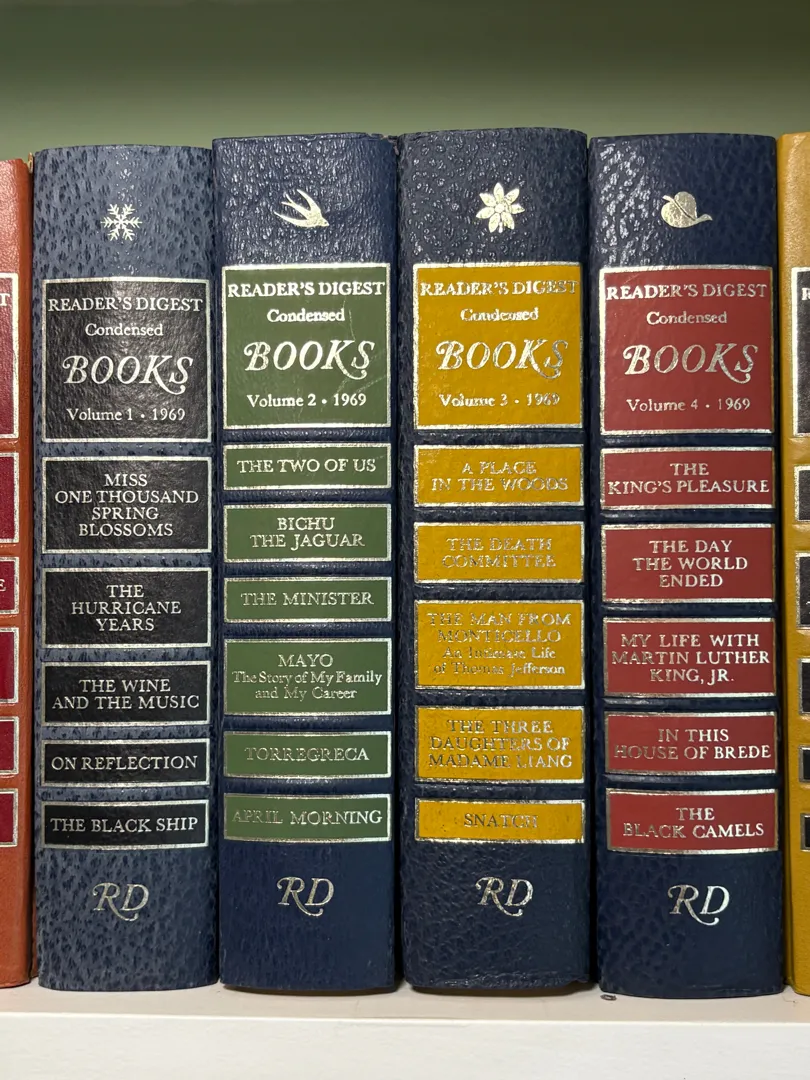 READER'S DIGEST
Condensed
BOOKS
Volume 1 • 1969
MISS
ONE THOUSAND
SPRING
BLOSSOMS
THE
HURRICANE
YEARS
THE WINE
AND THE MUSIC
ON REFLECTION
THE BLACK SHIP
RD
READER'S DIGEST
Condensed
BOOKS
Volume 2 • 1969
THE TWO OF US
BICHU
THE JAGUAR
THE MINISTER
MAYO
The Story of My Family
and My Career
TORREGRECA
APRIL MORNING
RD
READER'S DIGEST
Condensed
BOOKS
Volume 3 • 1969
A PLACE
IN THE WOODS
THE DEATH
COMMITTEE
THE MAN FROM
MONTICELLO
An Intimate Life
of Thomas Jefferson
THE THREE
DAUGHTERS OF
MADAME LIANG
SNATCH
RD
READER'S DIGEST
Condensed
BOOKS
Volume 4 • 1969
THE
KING'S PLEASURE
THE DAY
THE WORLD
ENDED
MY LIFE WITH
MARTIN LUTHER
KING, JR.
IN THIS
HOUSE OF BREDE
THE
BLACK CAMELS
RD